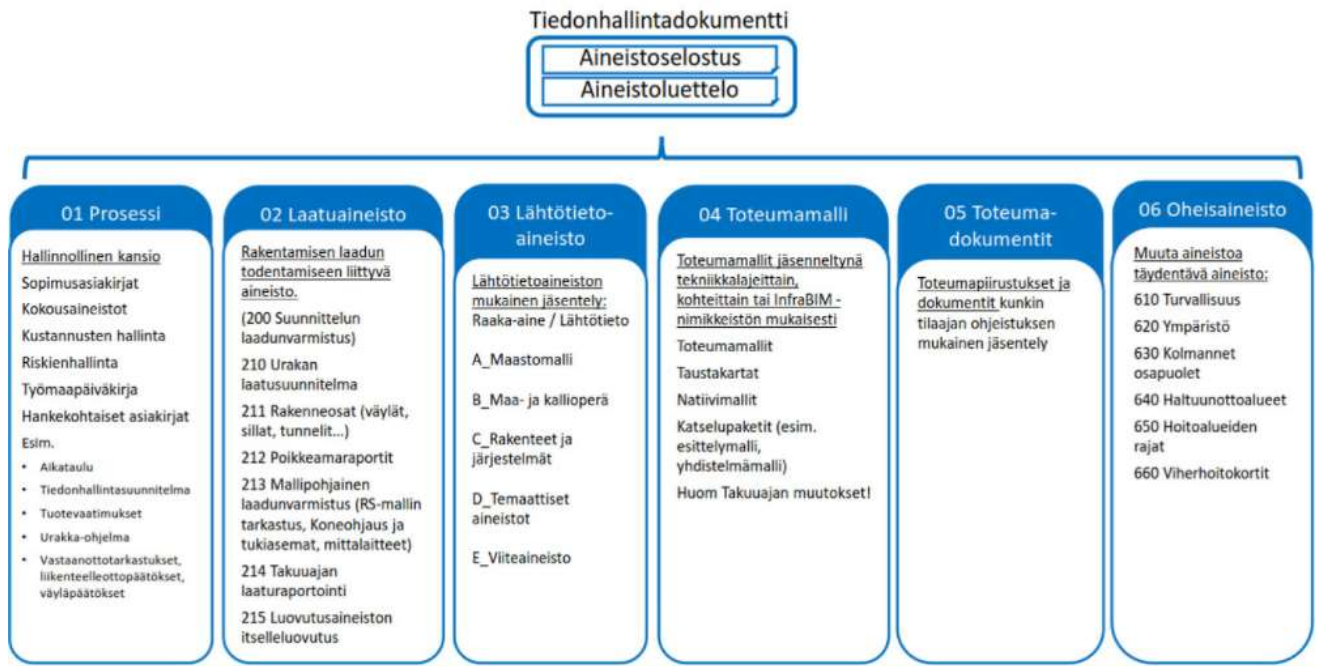 Tiedonhallintadokumentti
Aineistoselostus
Aineistoluettelo
01 Prosessi
Hallinnollinen kansio
Sopimusasiakirjat
Kokousaineistot
Kustannusten hallinta
Riskienhallinta
Työmaapäiväkirja
Hankekohtaiset asiakirjat
Esim.
• Aikataulu
• Tiedonhallintasuunnitelma
• Tuotevaatimukset
• Urakka-ohjelma
• Vastaanottotarkastukset,
liikenteelleottopäätökset,
väyläpäätökset
02 Laatuaineisto
Rakentamisen laadun
todentamiseen liittyvä
aineisto.
(200 Suunnittelun
laadunvarmistus)
210 Urakan
laatusuunnitelma
211 Rakenneosat (väylät,
sillat, tunnelit...)
212 Poikkeamaraportit
213 Mallipohjainen
laadunvarmistus (RS-mallin
tarkastus, Koneohjaus ja
tukiasemat, mittalaitteet)
214 Takuuajan
laaturaportointi
215 Luovutusaineiston
itselleluovutus
03 Lähtötieto-
aineisto
Lähtötietoaineiston
mukainen jäsentely:
Raaka-aine / Lähtötieto
A_Maastomalli
B_Maa- ja kallioperä
C_Rakenteet ja
järjestelmät
D_Temaattiset
aineistot
E_Viiteaineisto
04 Toteumamalli
Toteumamallit jäsenneltynä
tekniikkalajeittain,
kohteittain tai InfraBIM -
nimikkeistön mukaisesti
Toteumamallit
Taustakartat
Natiivimallit
Katselupaketit (esim.
esittelymalli,
yhdistelmämalli)
Huom Takuuajan muutokset!
05 Toteuma-
dokumentit
Toteumapiirustukset ja
dokumentit kunkin
tilaajan ohjeistuksen
mukainen jäsentely
06 Oheisaineisto
Muuta aineistoa
täydentävä aineisto:
610 Turvallisuus
620 Ympäristö
630 Kolmannet
osapuolet
640 Haltuunottoalueet
650 Hoitoalueiden
rajat
660 Viherhoitokortit